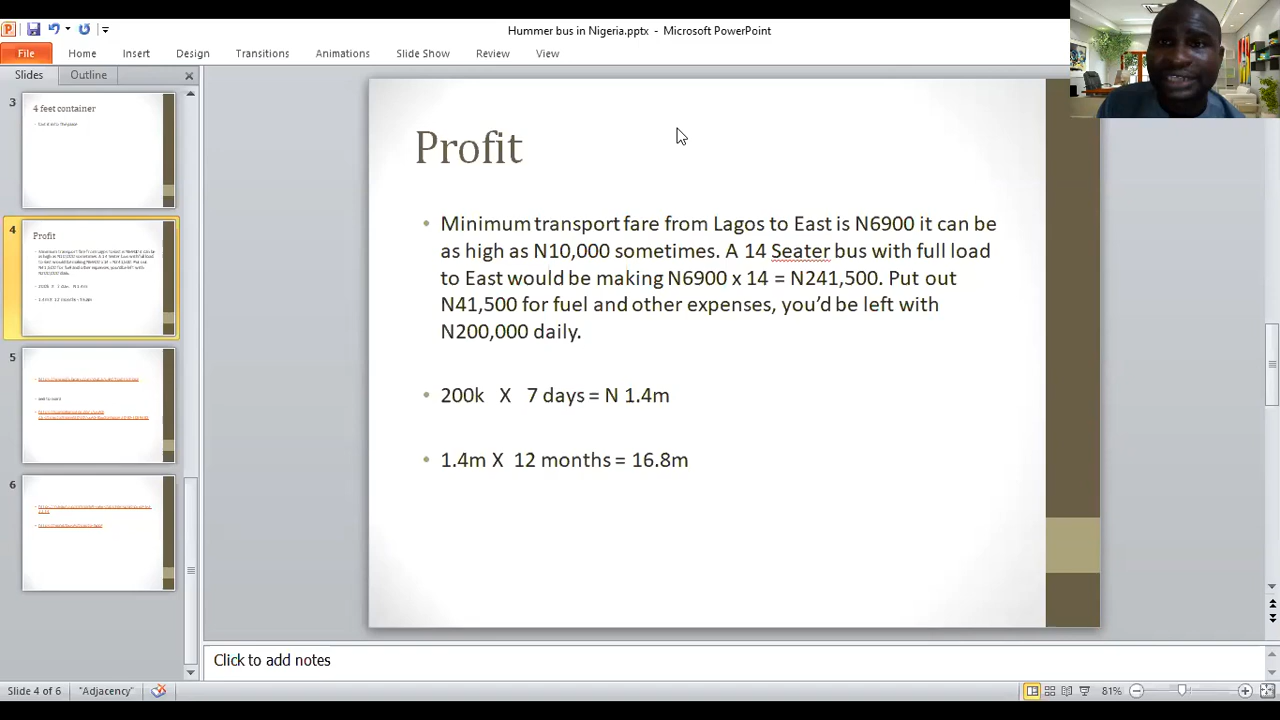 Hummer bus in Nigeria.pptx - Microsoft PowerPoint
File Home Insert Design Transitions Animations Slide Show Review View
Slides Outline
3
4 feet container
4
Profit
5
6
Profit
• Minimum transport fare from Lagos to East is N6900 it can be
as high as N10,000 sometimes. A 14 Seater bus with full load
to East would be making N6900 x 14 = N241,500. Put out
N41,500 for fuel and other expenses, you'd be left with
N200,000 daily.
• 200k X 7 days = N 1.4m
• 1.4m X 12 months = 16.8m
Click to add notes
Slide 4 of 6 "Adjacency" 81%